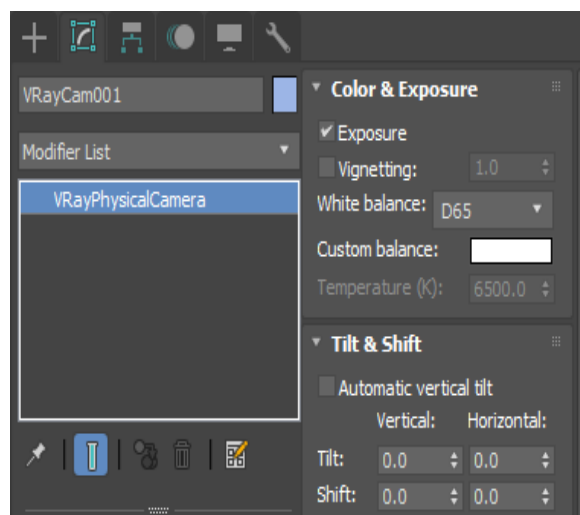 VRayCam001
Modifier List
VRayPhysicalCamera
Color & Exposure
Exposure
Vignetting: 1.0
White balance: D65
Custom balance:
Temperature (K): 6500.0
Tilt & Shift
Automatic vertical tilt
Vertical: Horizontal:
Tilt: 0.0 0.0
Shift: 0.0 0.0